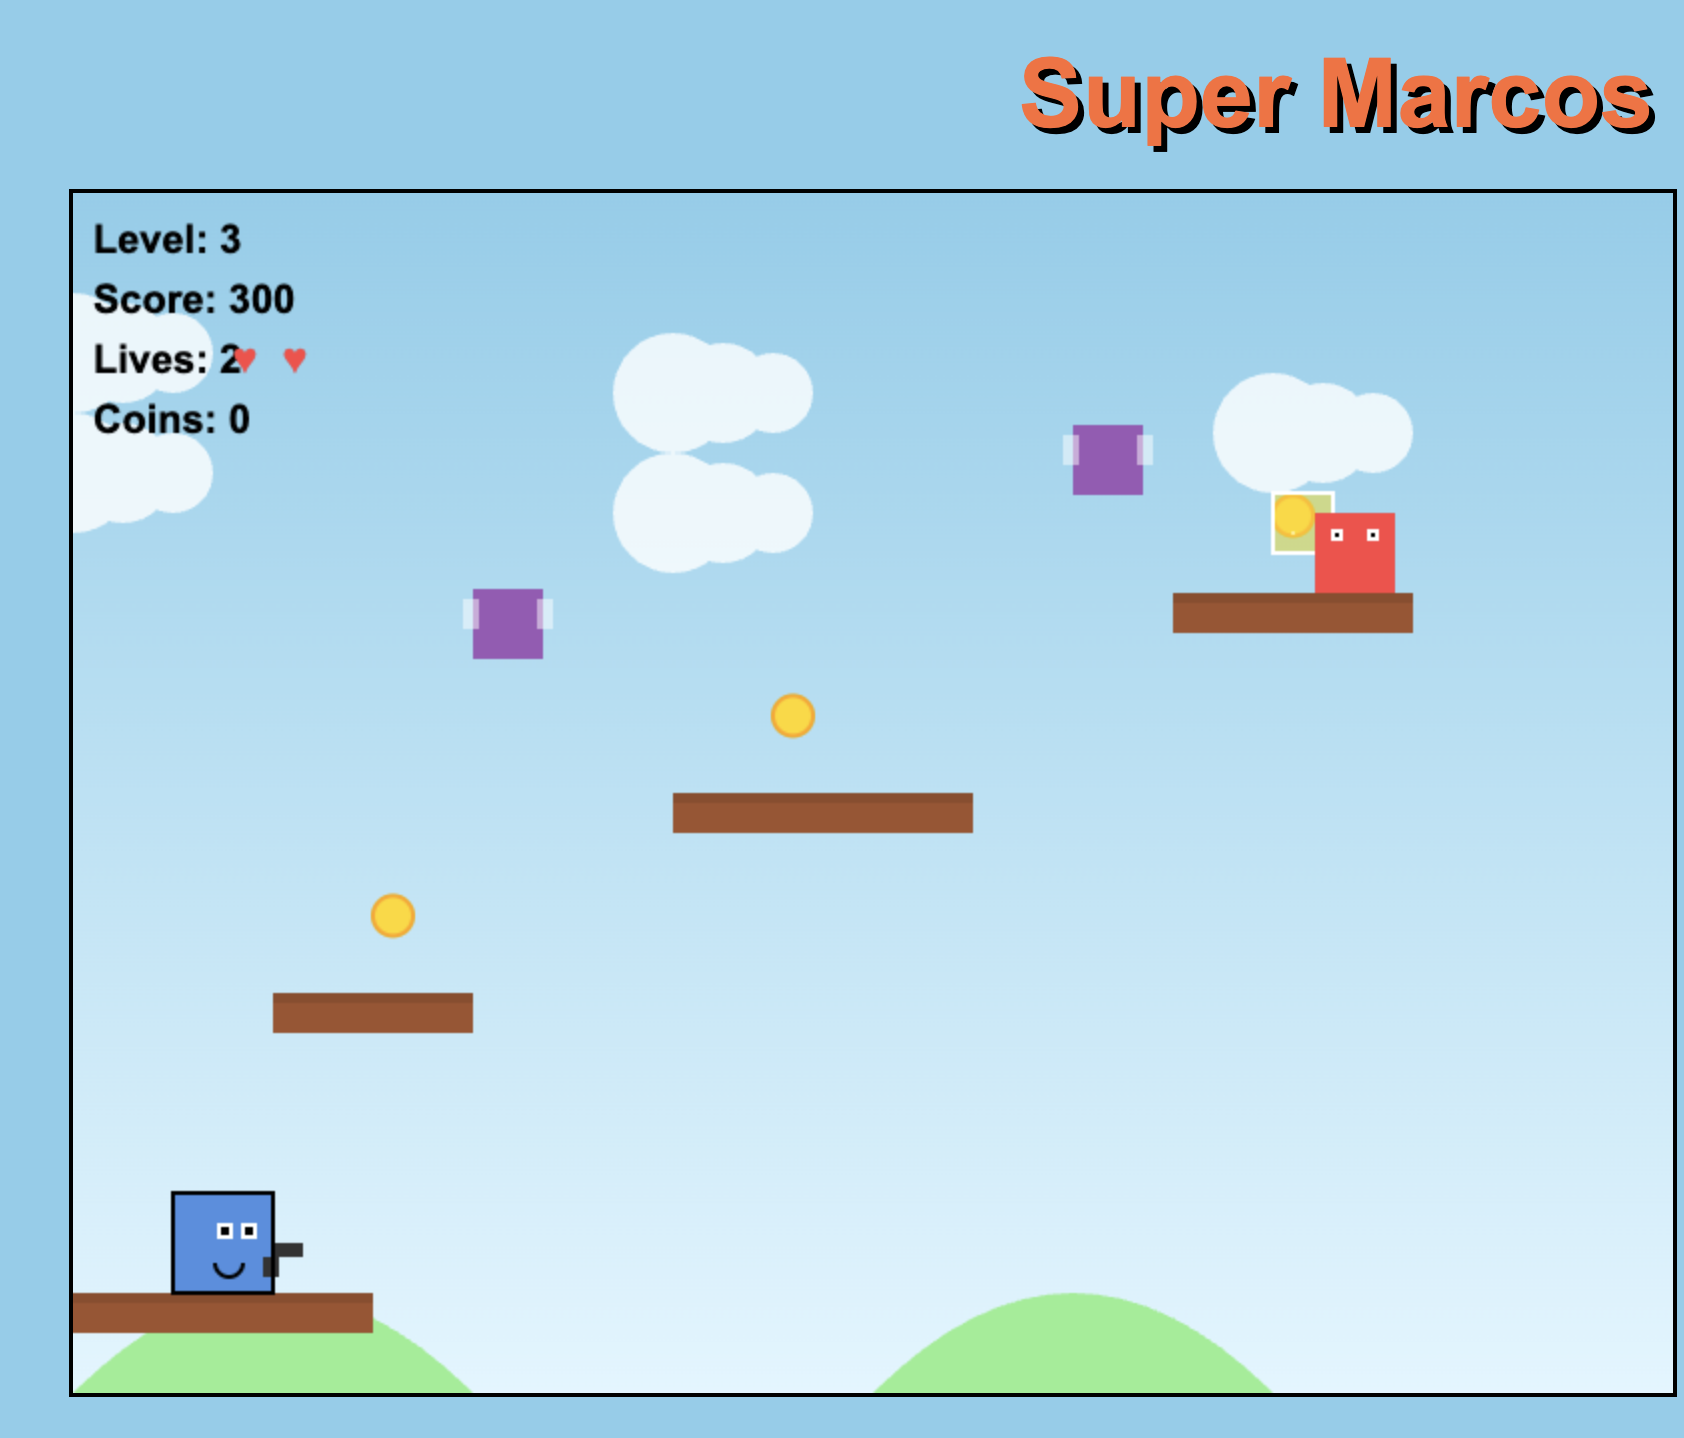 Super Marcos
Level: 3
Score: 300
Lives: 2♥ ♥
Coins: 0